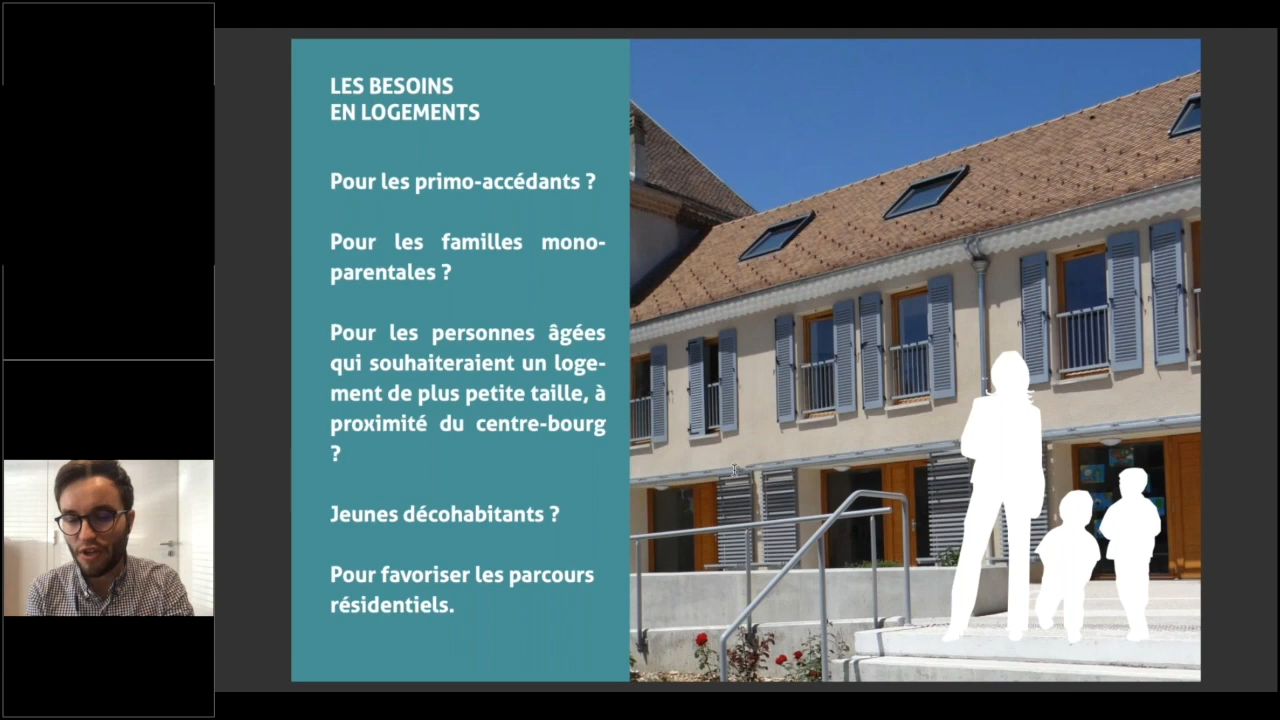 LES BESOINS
EN LOGEMENTS
Pour les primo-accédants ?
Pour les familles mono-
parentales ?
Pour les personnes âgées
qui souhaiteraient un loge-
ment de plus petite taille, à
proximité du centre-bourg
?
Jeunes décohabitants ?
Pour favoriser les parcours
résidentiels.